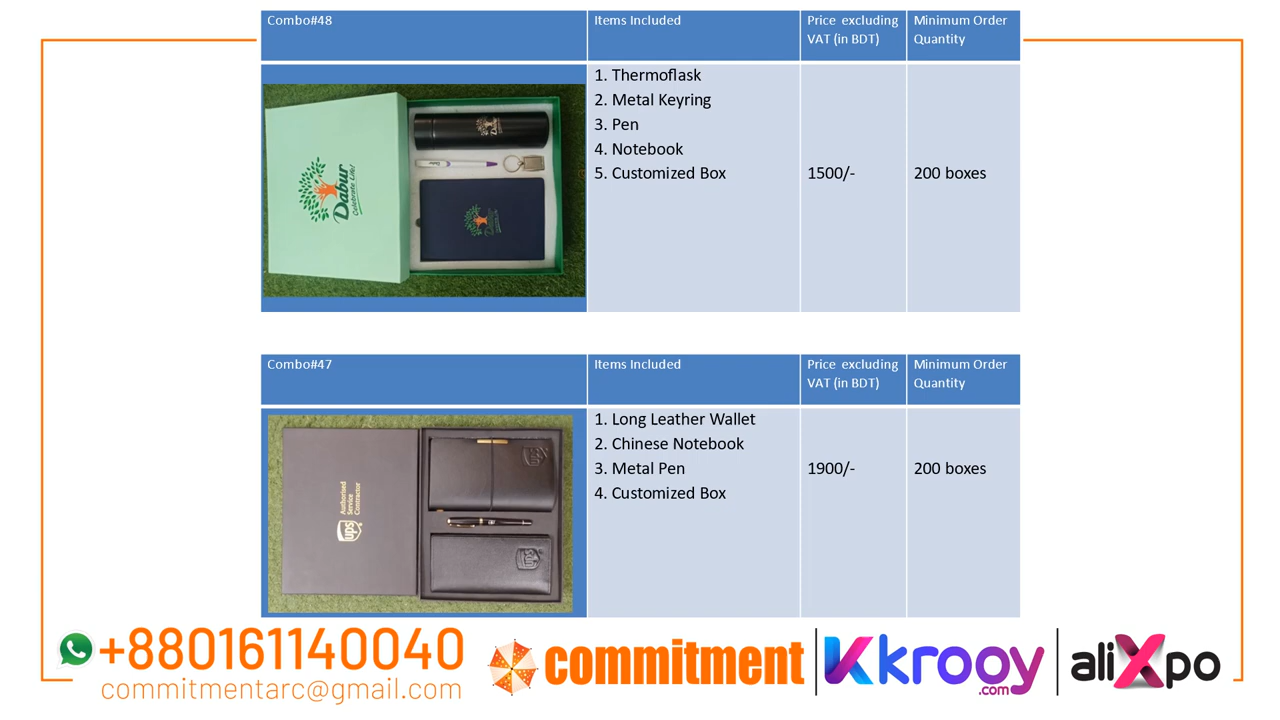 Combo#48
Items Included
Price excluding
VAT (in BDT)
Minimum Order
Quantity
Dabur
Celebrate Life!
1. Thermoflask
2. Metal Keyring
3. Pen
4. Notebook
5. Customized Box
1500/-
200 boxes
Combo#47
Items Included
Price excluding
VAT (in BDT)
Minimum Order
Quantity
ups
Authorised
Service
Contractor
1. Long Leather Wallet
2. Chinese Notebook
3. Metal Pen
4. Customized Box
1900/-
200 boxes
+880161140040
commitmentarc@gmail.com
commitment
krooy
.com
aliXpo